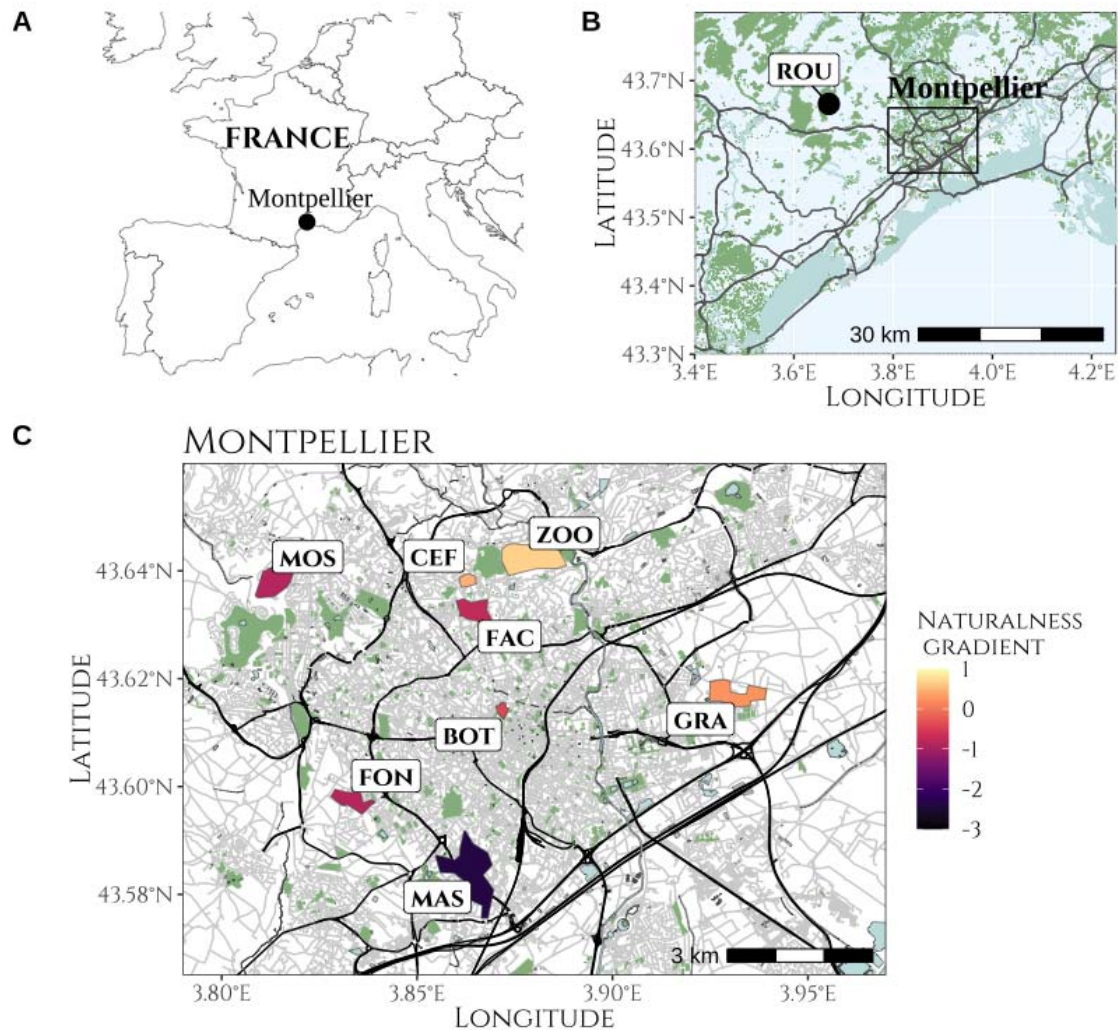 A
FRANCE
Montpellier
B
ROU
Montpellier
43.7°N
43.6°N
43.5°N
43.4°N
43.3°N
LATITUDE
30 km
3.4°E 3.6°E 3.8°E 4.0°E 4.2°E
LONGITUDE
C
MONTPELLIER
ZOO
MOS
CEF
FAC
GRA
BOT
FON
MAS
43.64°N
43.62°N
43.60°N
43.58°N
LATITUDE
3 km
3.80°E 3.85°E 3.90°E 3.95°E
LONGITUDE
NATURALNESS
GRADIENT
1
0
-1
-2
-3